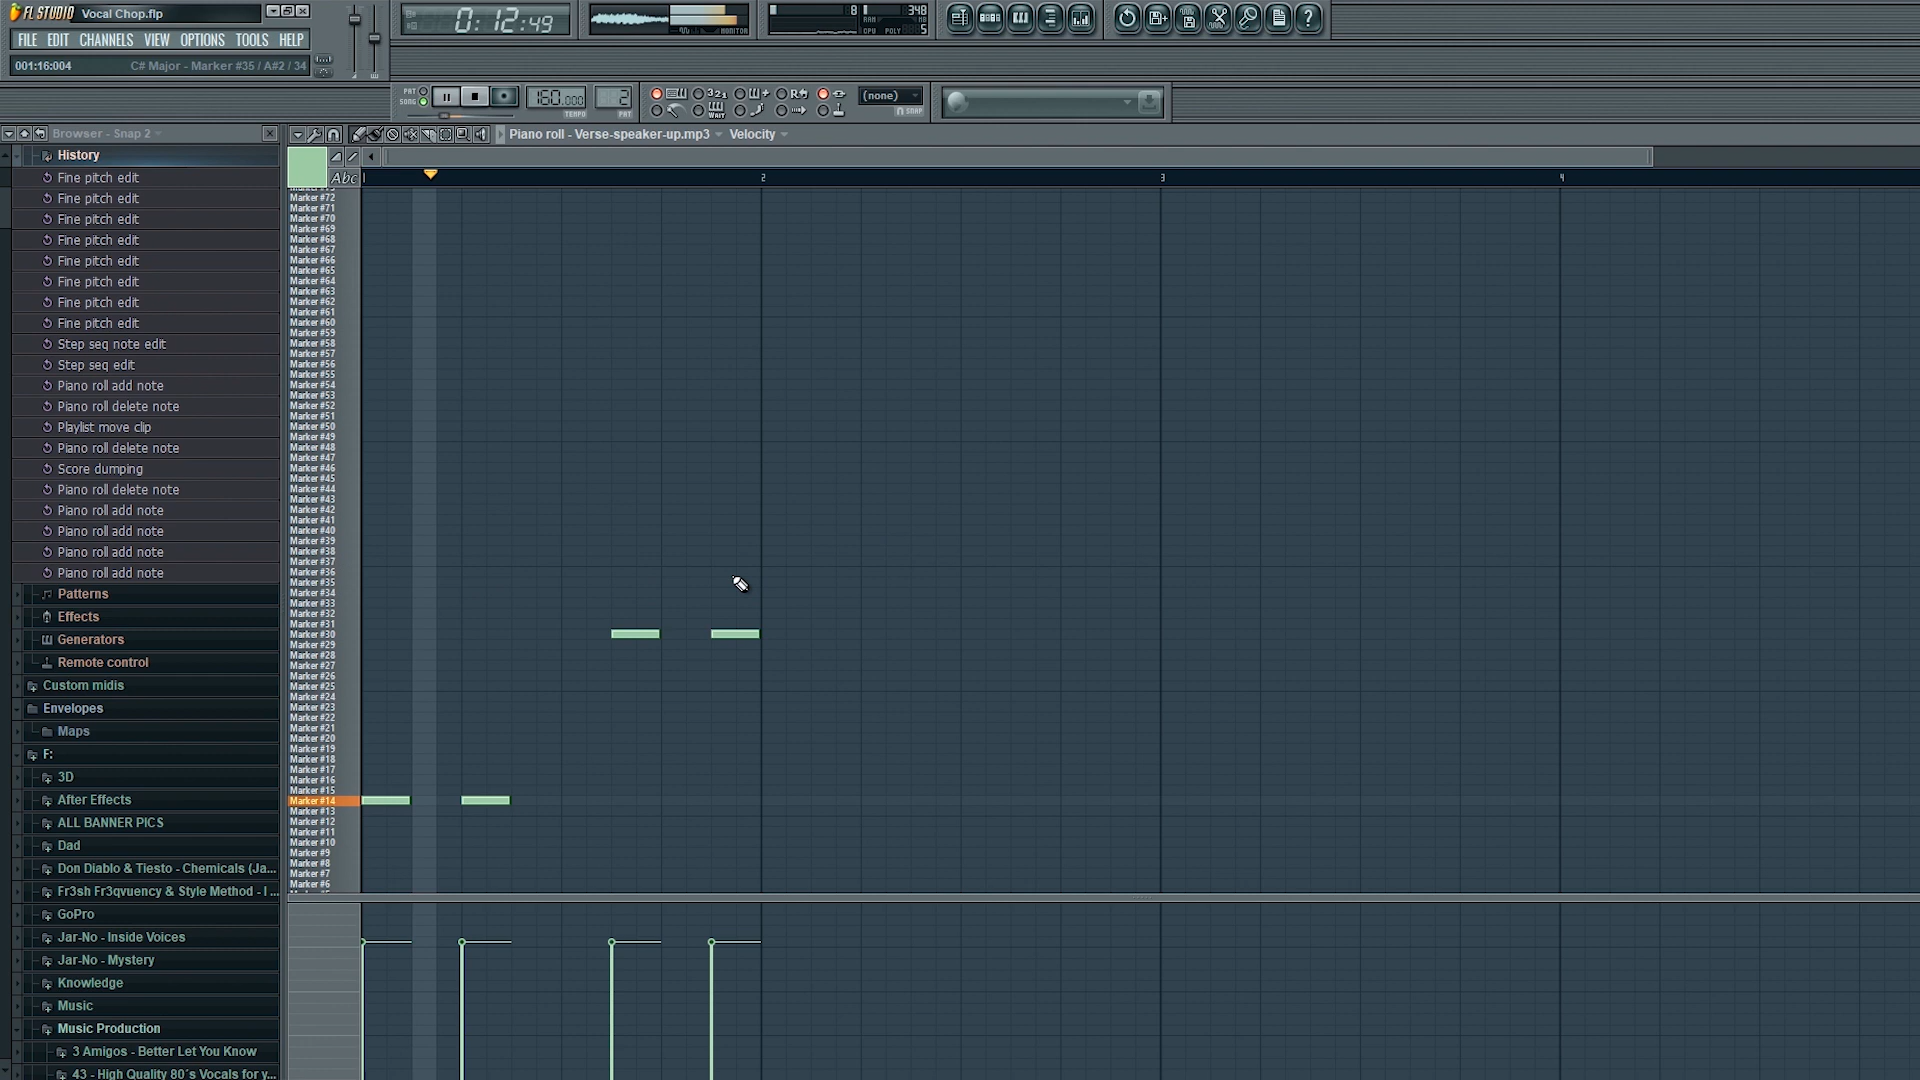 FL STUDIO Vocal Chop.flp
FILE EDIT CHANNELS VIEW OPTIONS TOOLS HELP
001:16:004 C# Major - Marker #35 / A#2 / 34
0:12:49
MONITOR
8 348
RAM
CPU POLY 5
PAT
SONG
160.000
TEMPO
2
PAT
321
WAIT
(none)
SNAP
Browser - Snap 2
Piano roll - Verse-speaker-up.mp3 Velocity
Abc
2 3 4
History
Fine pitch edit
Fine pitch edit
Fine pitch edit
Fine pitch edit
Fine pitch edit
Fine pitch edit
Fine pitch edit
Fine pitch edit
Step seq note edit
Step seq edit
Piano roll add note
Piano roll delete note
Playlist move clip
Piano roll delete note
Score dumping
Piano roll delete note
Piano roll add note
Piano roll add note
Piano roll add note
Piano roll add note
Patterns
Effects
Generators
Remote control
Custom midis
Envelopes
Maps
F:
3D
After Effects
ALL BANNER PICS
Dad
Don Diablo & Tiesto - Chemicals (Ja...
Fr3sh Fr3qvuency & Style Method - I ...
GoPro
Jar-No - Inside Voices
Jar-No - Mystery
Knowledge
Music
Music Production
3 Amigos - Better Let You Know
43 - High Quality 80´s Vocals for y...
Marker #72
Marker #71
Marker #70
Marker #69
Marker #68
Marker #67
Marker #66
Marker #65
Marker #64
Marker #63
Marker #62
Marker #61
Marker #60
Marker #59
Marker #58
Marker #57
Marker #56
Marker #55
Marker #54
Marker #53
Marker #52
Marker #51
Marker #50
Marker #49
Marker #48
Marker #47
Marker #46
Marker #45
Marker #44
Marker #43
Marker #42
Marker #41
Marker #40
Marker #39
Marker #38
Marker #37
Marker #36
Marker #35
Marker #34
Marker #33
Marker #32
Marker #31
Marker #30
Marker #29
Marker #28
Marker #27
Marker #26
Marker #25
Marker #24
Marker #23
Marker #22
Marker #21
Marker #20
Marker #19
Marker #18
Marker #17
Marker #16
Marker #15
Marker #14
Marker #13
Marker #12
Marker #11
Marker #10
Marker #9
Marker #8
Marker #7
Marker #6